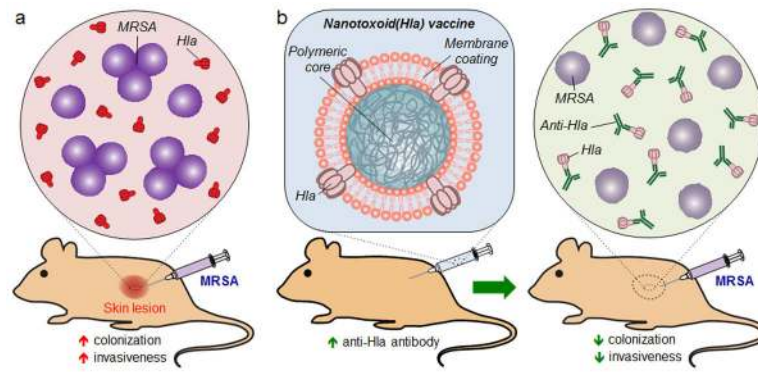 a
MRSA
Hla
MRSA
Skin lesion
↑ colonization
↑ invasiveness
b
Nanotoxoid(Hla) vaccine
Polymeric
core
Membrane
coating
Hla
↑ anti-Hla antibody
MRSA
Anti-Hla
Hla
MRSA
↓ colonization
↓ invasiveness